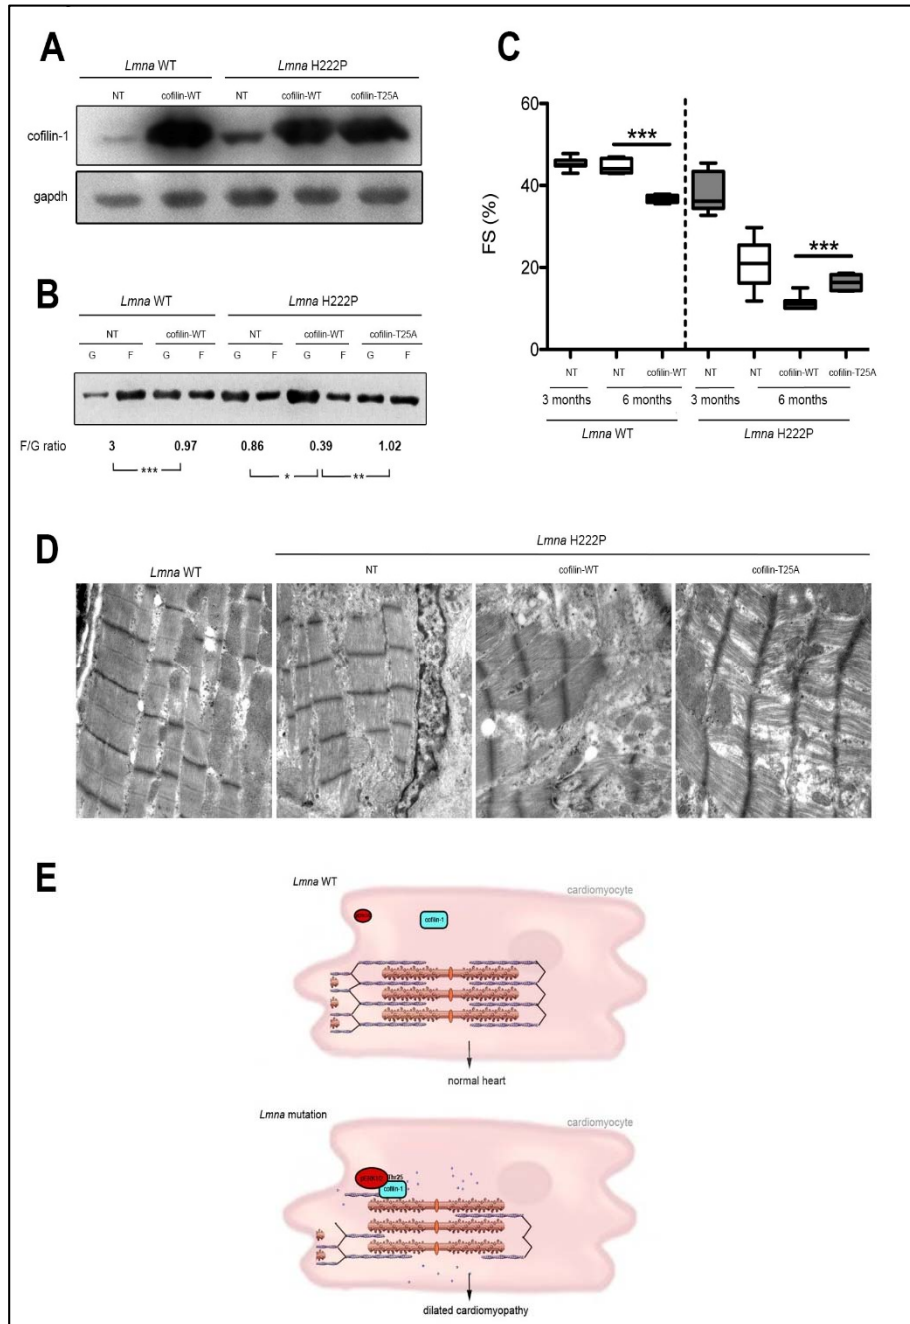 A
Lmna WT Lmna H222P
NT cofilin-WT NT cofilin-WT cofilin-T25A
cofilin-1
gapdh
B
Lmna WT Lmna H222P
NT cofilin-WT NT cofilin-WT cofilin-T25A
G F G F G F G F G F
F/G ratio 3 0.97 0.86 0.39 1.02
*** * **
C
FS (%)
60
40
20
0
*** ***
NT NT cofilin-WT NT NT cofilin-WT cofilin-T25A
3 months 6 months 3 months 6 months
Lmna WT Lmna H222P
D
Lmna H222P
Lmna WT NT cofilin-WT cofilin-T25A
E
Lmna WT
cardiomyocyte
cofilin-1
normal heart
Lmna mutation
cardiomyocyte
Thr25
cofilin-1
dilated cardiomyopathy